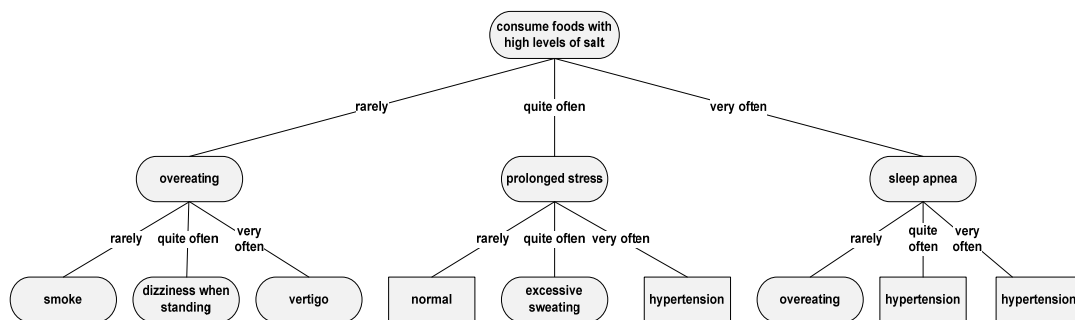 consume foods with
high levels of salt
rarely
quite often
very often
overeating
prolonged stress
sleep apnea
rarely
quite often
very
often
rarely
quite often
very often
rarely
quite
often
very
often
smoke
dizziness when
standing
vertigo
normal
excessive
sweating
hypertension
overeating
hypertension
hypertension